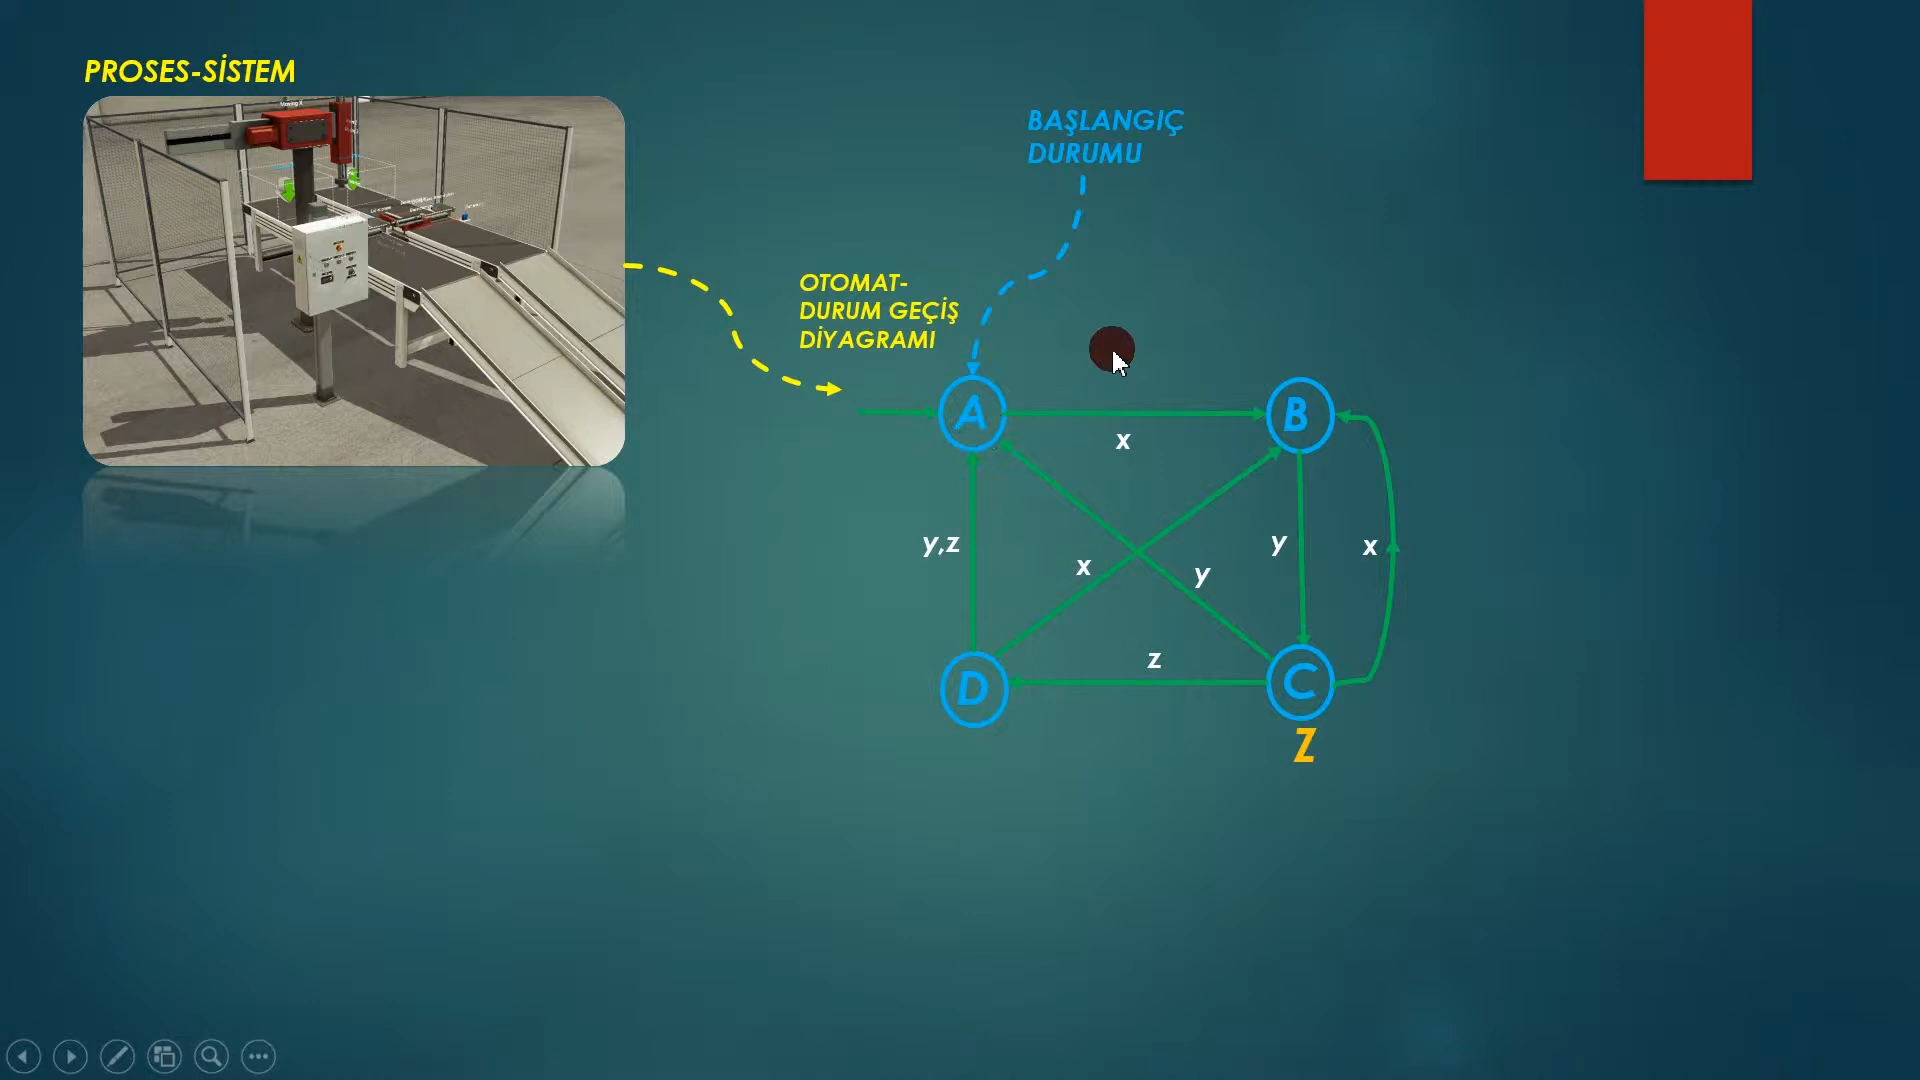 PROSES-SİSTEM
BAŞLANGIÇ
DURUMU
OTOMAT-
DURUM GEÇİŞ
DİYAGRAMI
A
B
x
y,z
x
y
y
x
z
D
C
Z